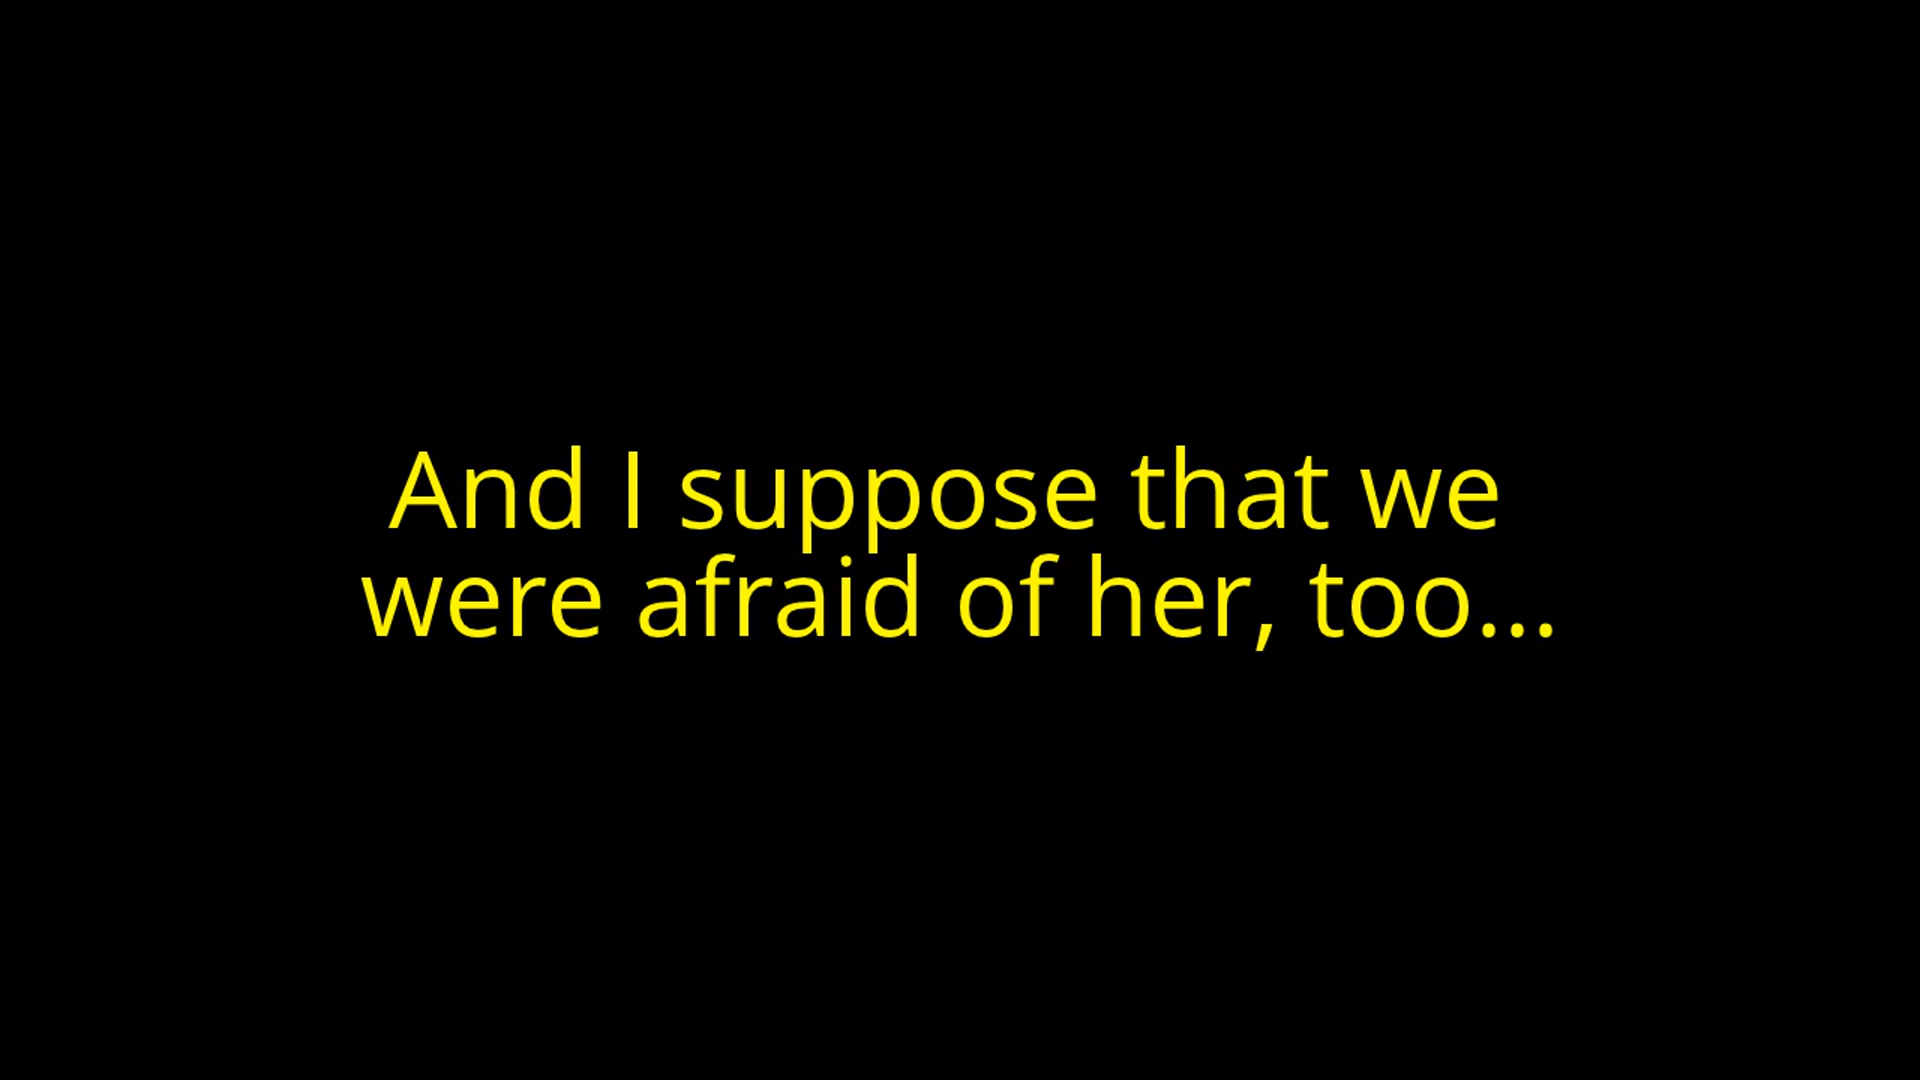 And I suppose that we
were afraid of her, too...